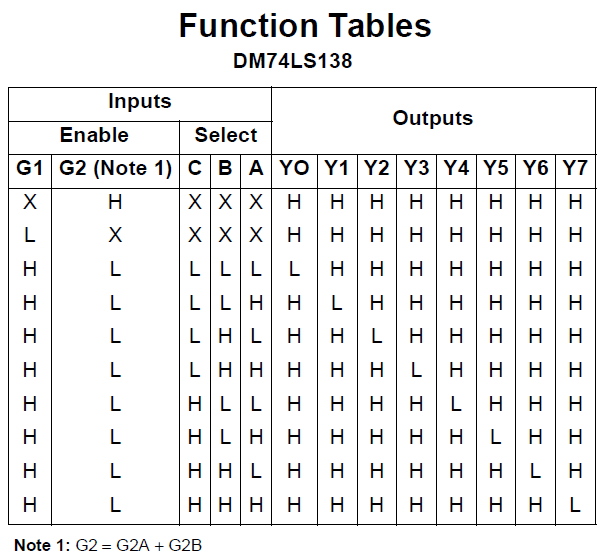 Function Tables
DM74LS138
Inputs Outputs
Enable Select
G1 G2 (Note 1) C B A YO Y1 Y2 Y3 Y4 Y5 Y6 Y7
X H X X X H H H H H H H H
L X X X X H H H H H H H H
H L L L L L H H H H H H H
H L L L H H L H H H H H H
H L L H L H H L H H H H H
H L L H H H H H L H H H H
H L H L L H H H H L H H H
H L H L H H H H H H L H H
H L H H L H H H H H H L H
H L H H H H H H H H H H L
Note 1: G2 = G2A + G2B